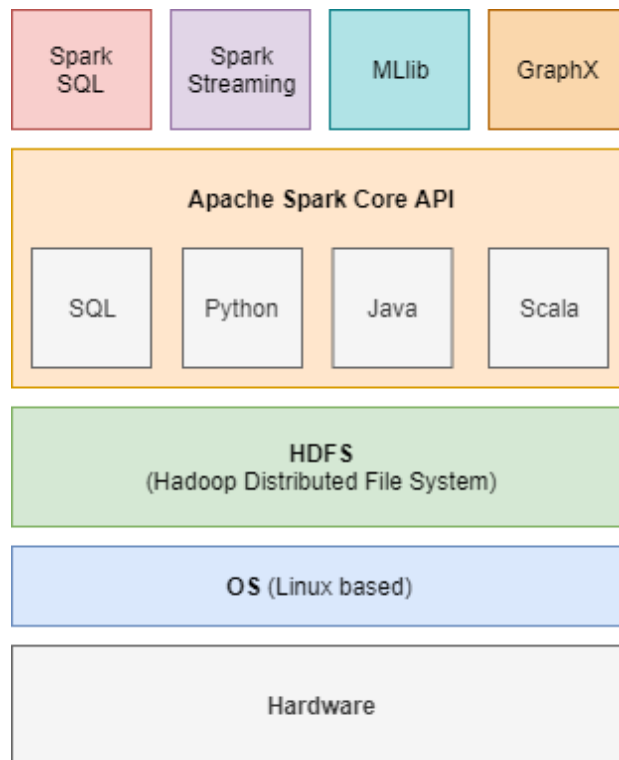 Spark
SQL
Spark
Streaming
MLlib
GraphX
Apache Spark Core API
SQL
Python
Java
Scala
HDFS
(Hadoop Distributed File System)
OS (Linux based)
Hardware